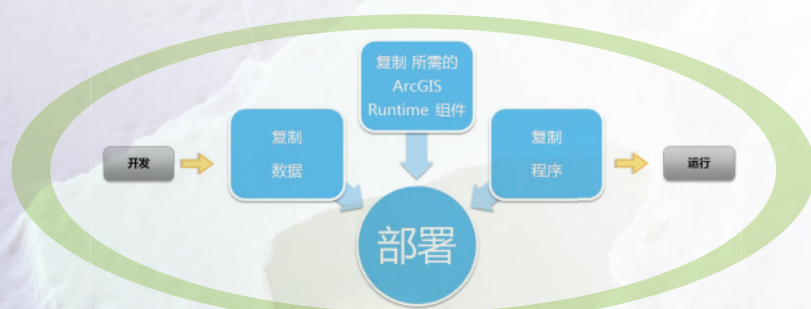 复制 所需的
ArcGIS
Runtime 组件
开发
复制
数据
复制
程序
运行
部署